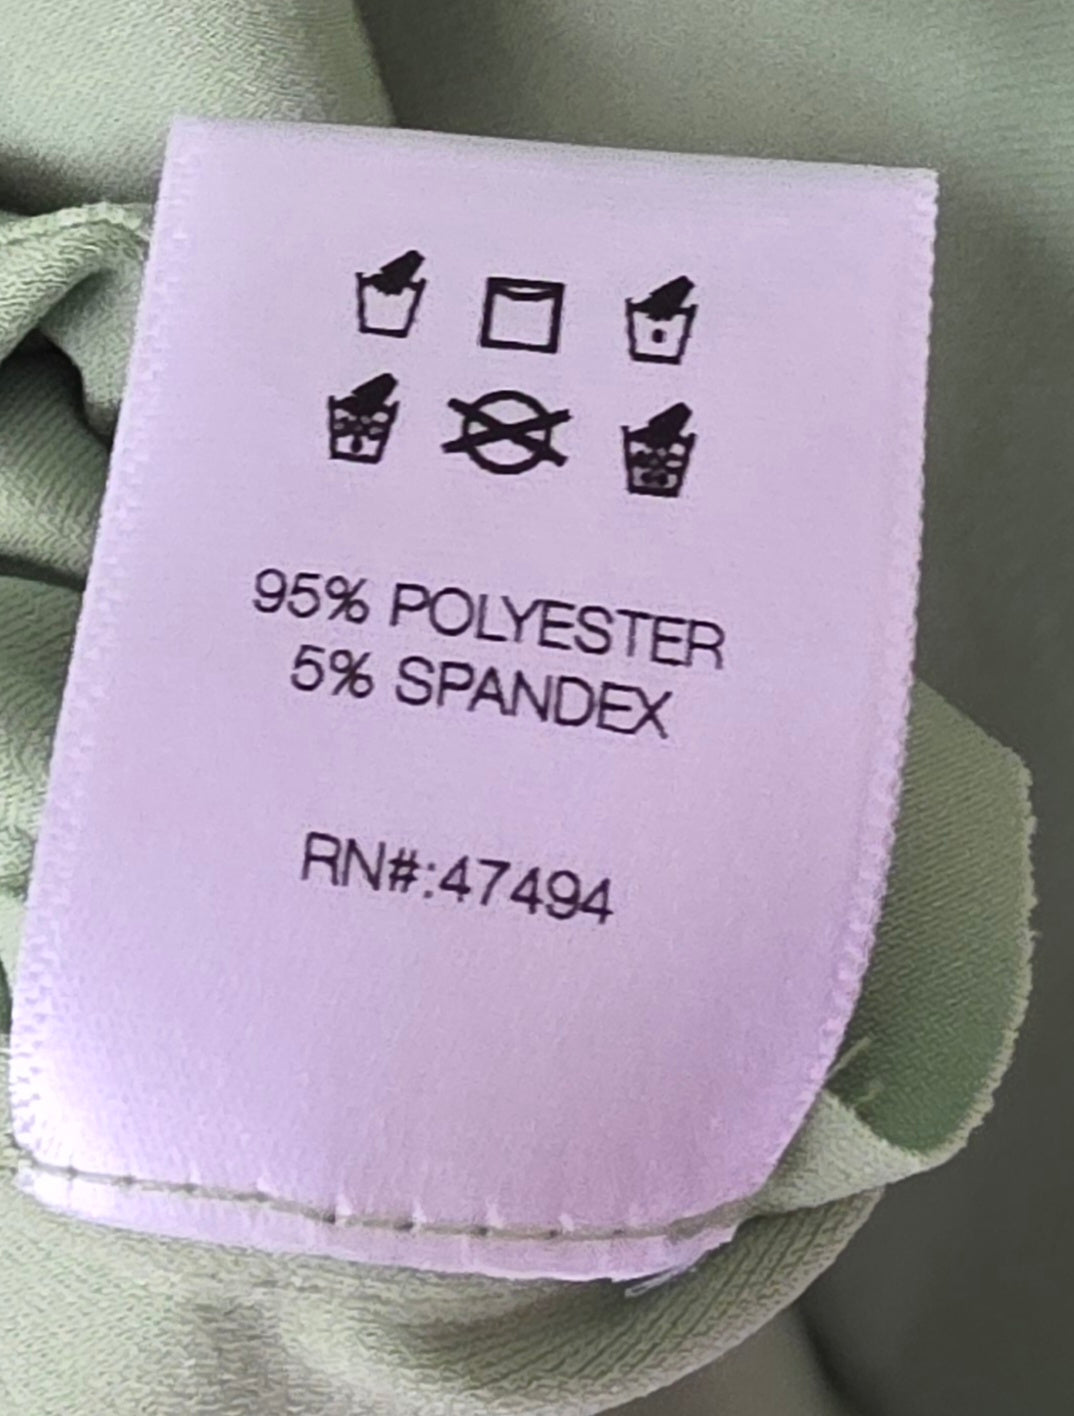 95% POLYESTER
5% SPANDEX
RN#:47494